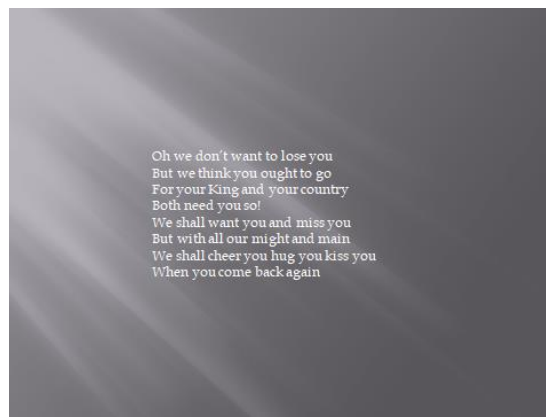 Oh we don't want to lose you
But we think you ought to go
For your King and your country
Both need you so!
We shall want you and miss you
But with all our might and main
We shall cheer you hug you kiss you
When you come back again